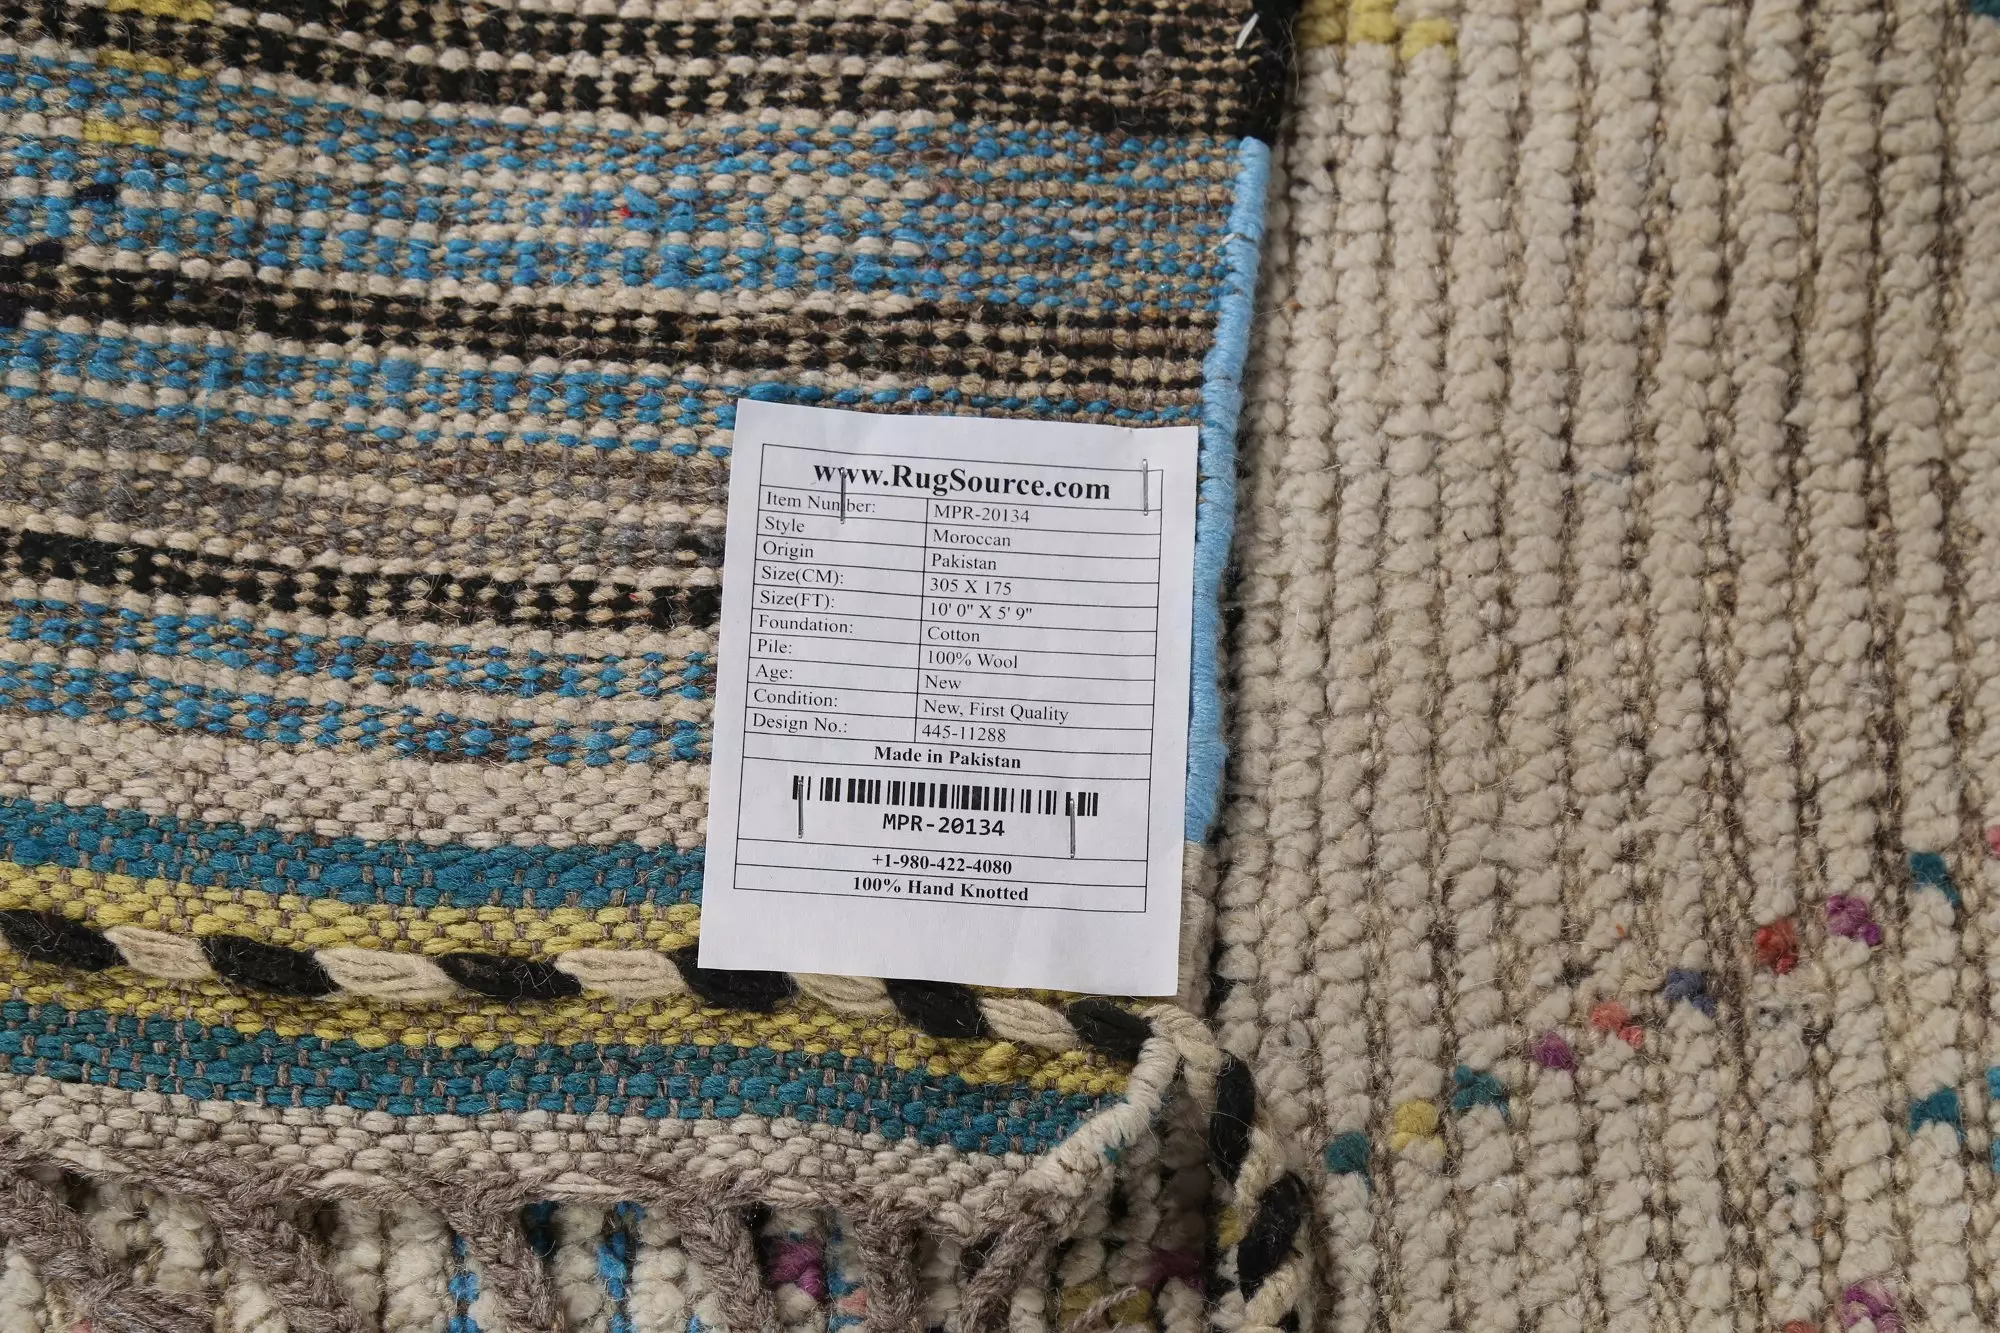 www.RugSource.com
Item Number: MPR-20134
Style Moroccan
Origin Pakistan
Size(CM): 305 X 175
Size(FT): 10' 0" X 5' 9"
Foundation: Cotton
Pile: 100% Wool
Age: New
Condition: New, First Quality
Design No.: 445-11288
Made in Pakistan
MPR-20134
+1-980-422-4080
100% Hand Knotted